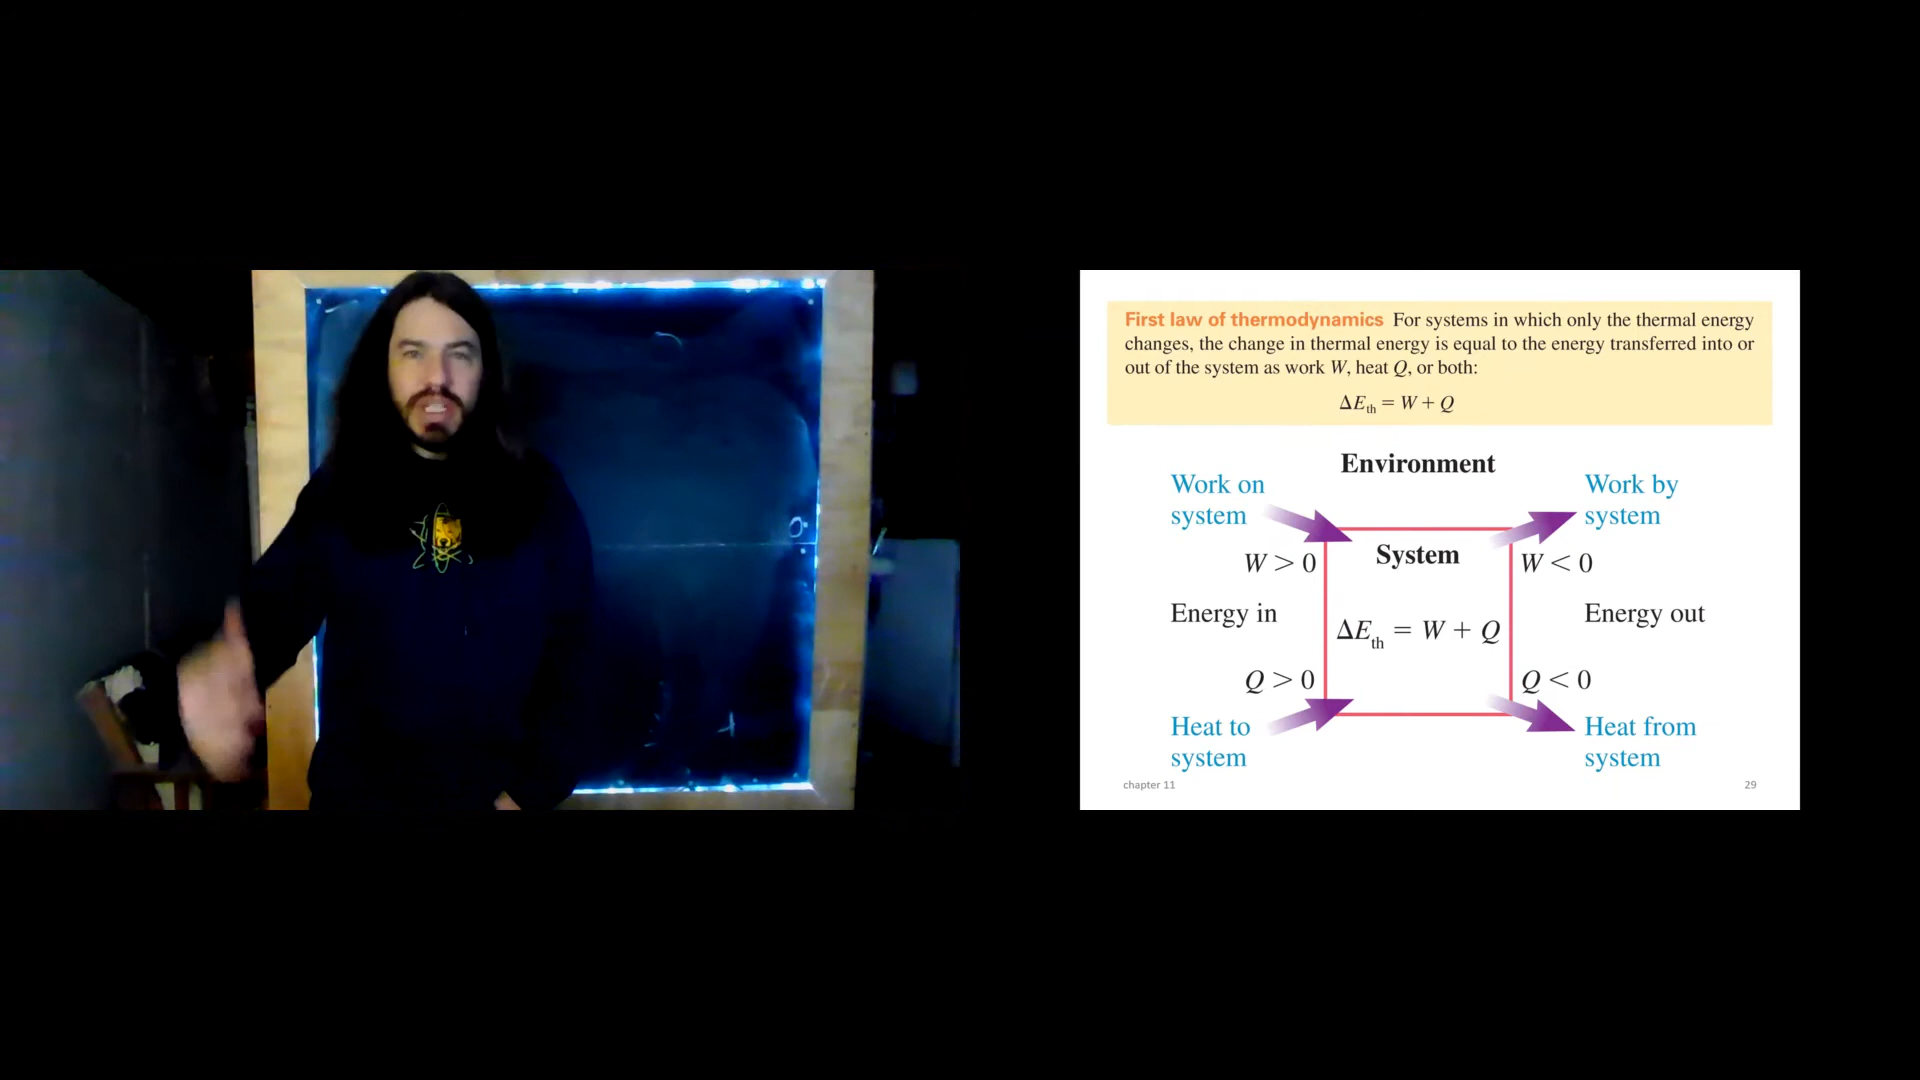 First law of thermodynamics For systems in which only the thermal energy
changes, the change in thermal energy is equal to the energy transferred into or
out of the system as work W, heat Q, or both:
ΔEth = W + Q
Environment
Work on
system
Work by
system
W > 0
System
W < 0
Energy in
ΔEth = W + Q
Energy out
Q > 0
Q < 0
Heat to
system
Heat from
system
chapter 11
29